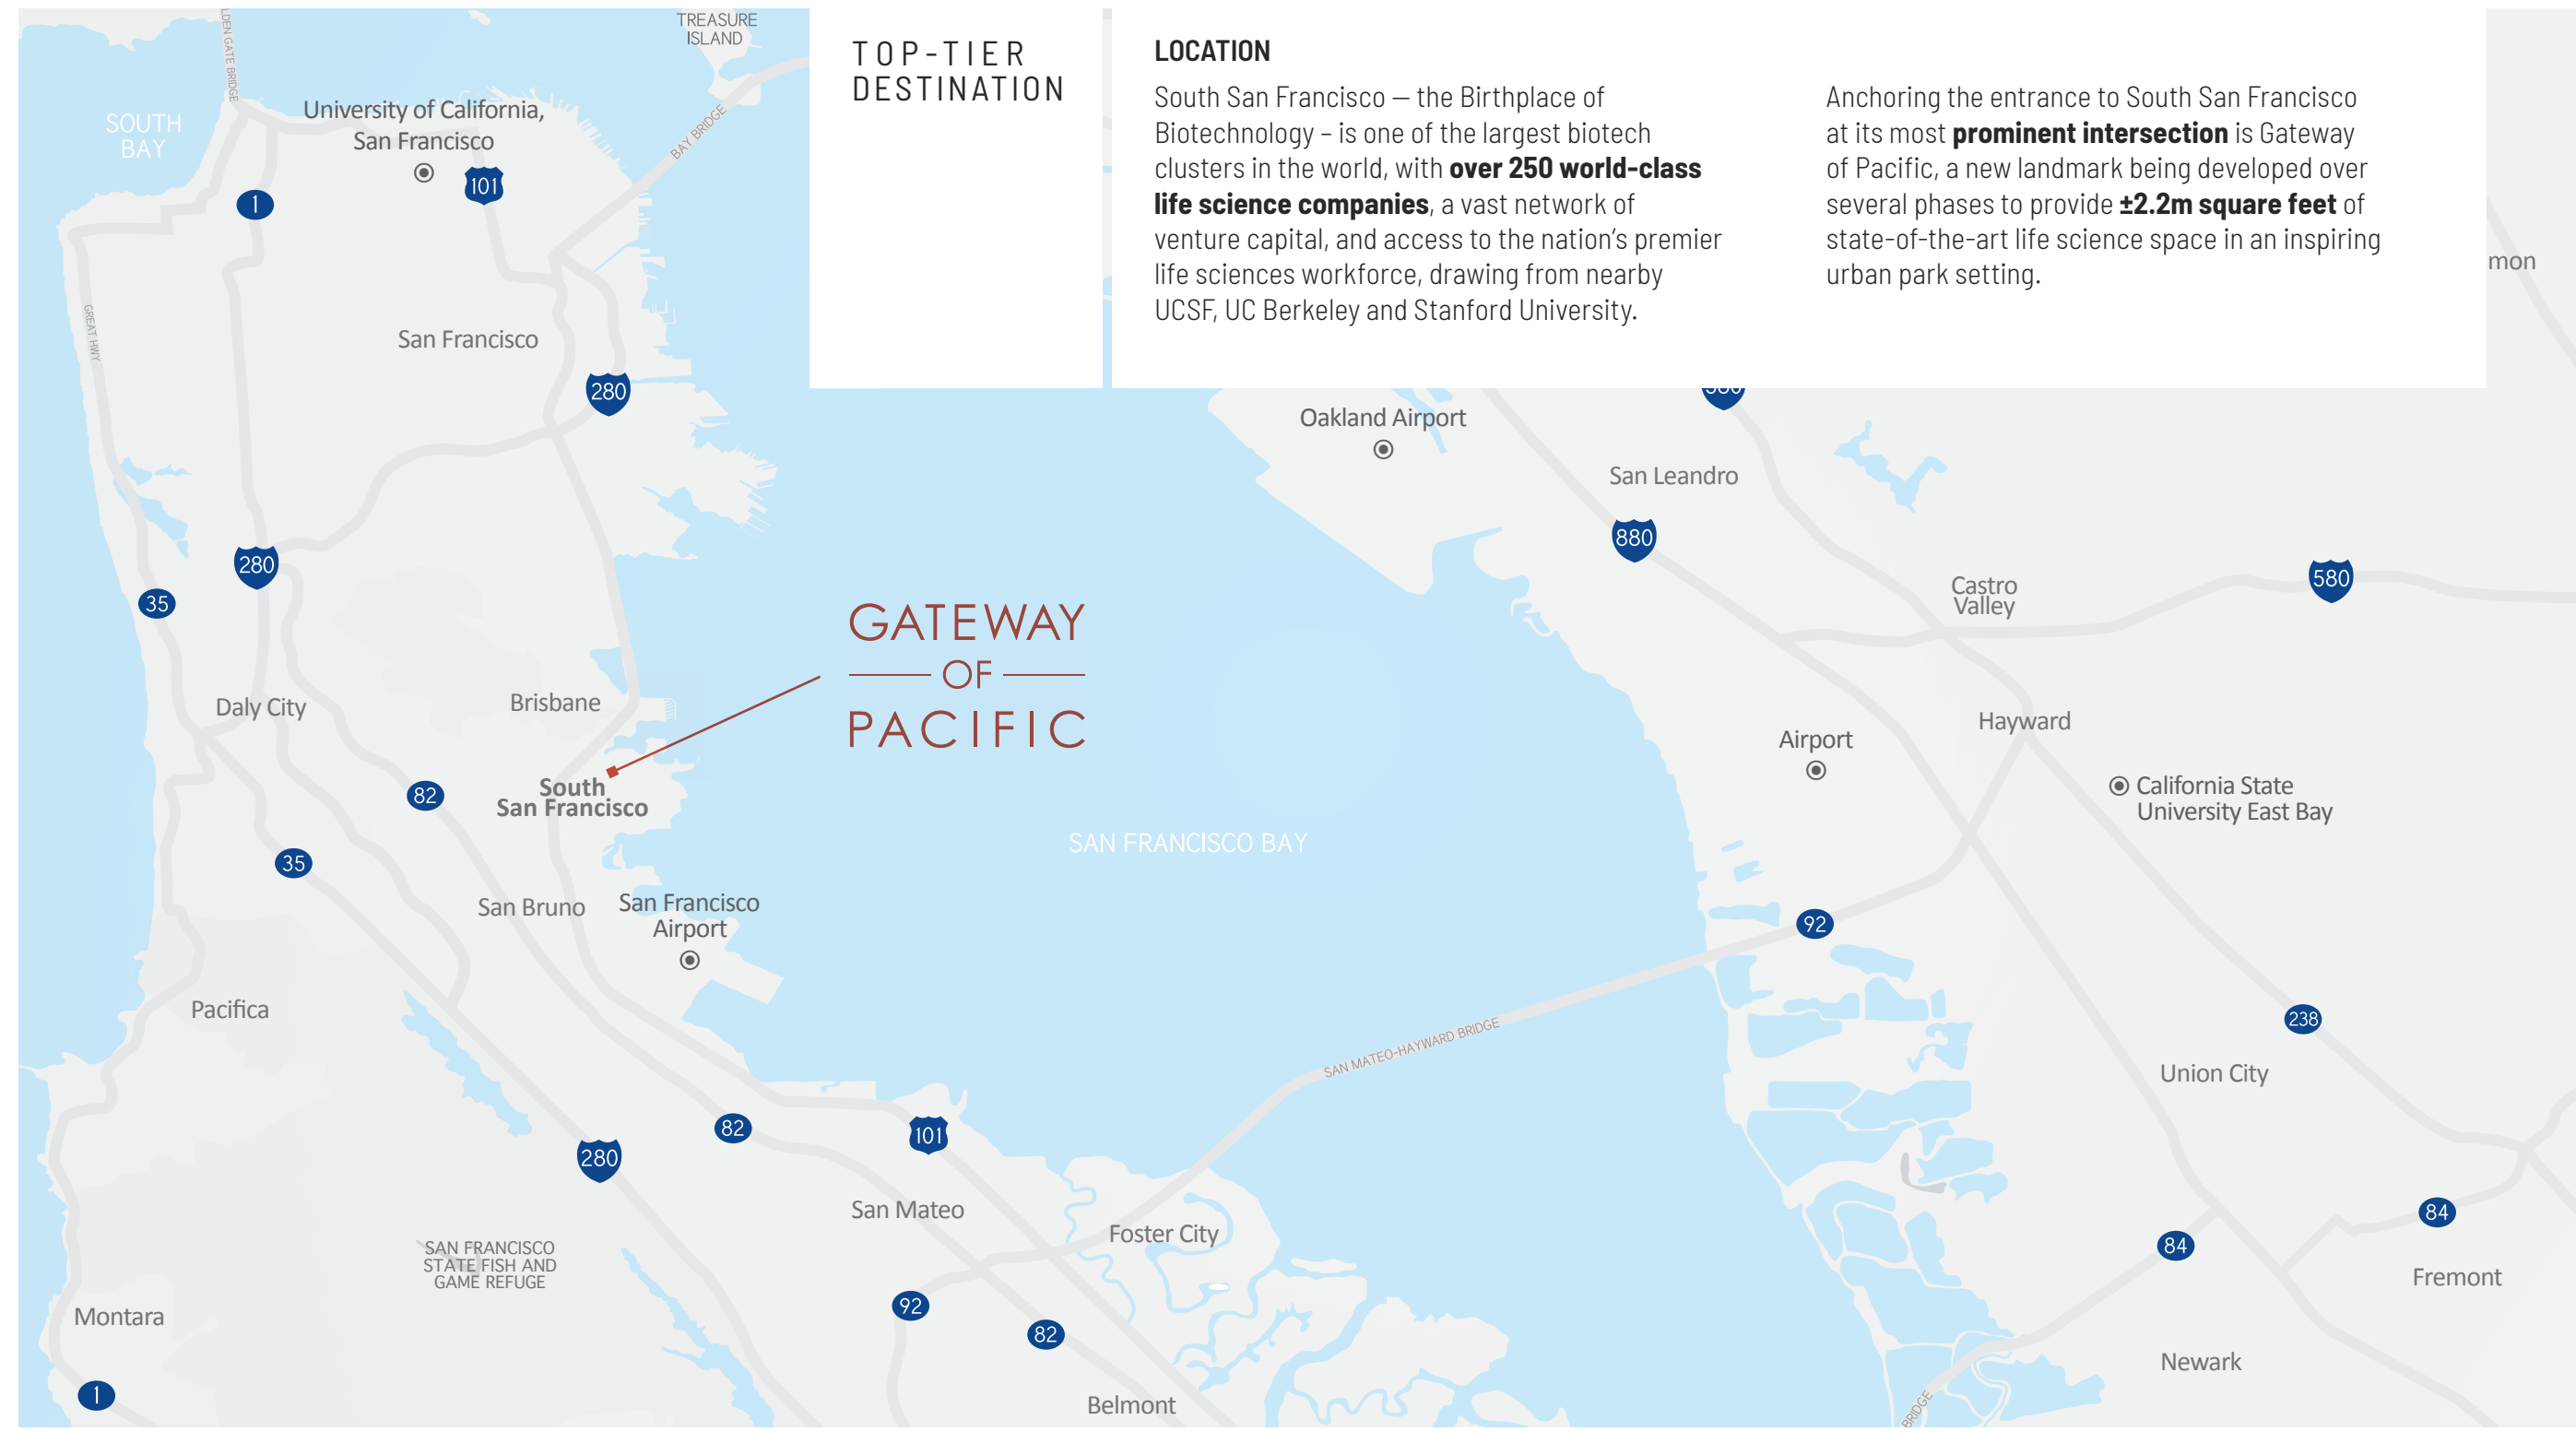 TOP-TIER
DESTINATION
LOCATION
South San Francisco — the Birthplace of
Biotechnology – is one of the largest biotech
clusters in the world, with over 250 world-class
life science companies, a vast network of
venture capital, and access to the nation's premier
life sciences workforce, drawing from nearby
UCSF, UC Berkeley and Stanford University.
Anchoring the entrance to South San Francisco
at its most prominent intersection is Gateway
of Pacific, a new landmark being developed over
several phases to provide ±2.2m square feet of
state-of-the-art life science space in an inspiring
urban park setting.
TREASURE
ISLAND
LDEN GATE BRIDGE
SOUTH
BAY
University of California,
San Francisco
BAY BRIDGE
101
1
GREAT HWY
San Francisco
280
mon
Oakland Airport
San Leandro
880
280
35
580
Castro
Valley
GATEWAY
OF
PACIFIC
Daly City
Brisbane
Hayward
Airport
South
San Francisco
82
California State
University East Bay
SAN FRANCISCO BAY
35
San Bruno
San Francisco
Airport
92
Pacifica
238
SAN MATEO-HAYWARD BRIDGE
Union City
82
101
280
San Mateo
Foster City
84
84
SAN FRANCISCO
STATE FISH AND
GAME REFUGE
Fremont
92
Montara
82
Newark
1
Belmont
BRIDGE